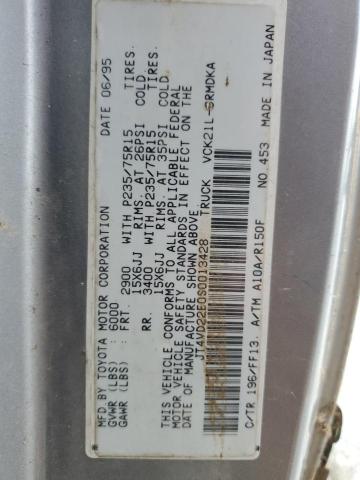 MFD BY: TOYOTA MOTOR CORPORATION DATE 06/95
GVWR (LBS) : 6000
GAWR (LBS) : FR. 2900 WITH P235/75R15 TIRES.
15X6JJ RIMS. AT 26PSI COLD.
RR. 3400 WITH P235/75R15 TIRES.
15X6JJ RIMS. AT 35PSI COLD.
THIS VEHICLE CONFORMS TO ALL APPLICABLE FEDERAL
MOTOR VEHICLE SAFETY STANDARDS IN EFFECT ON THE
DATE OF MANUFACTURE SHOWN ABOVE.
JT4VD22E0S0013428 TRUCK VCK21L-GRMDKA
C/TR 196/FF13. A/TM A10A/R150F NO.453 MADE IN JAPAN